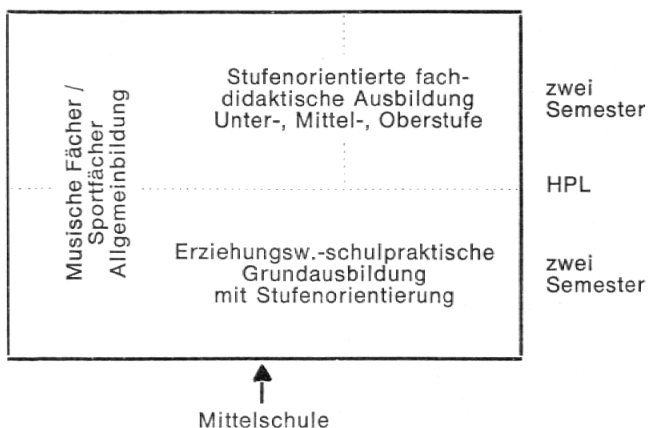 Musische Fächer /
Sportfächer
Allgemeinbildung
Stufenorientierte fach-
didaktische Ausbildung
Unter-, Mittel-, Oberstufe
zwei
Semester
HPL
Erziehungsw.-schulpraktische
Grundausbildung
mit Stufenorientierung
zwei
Semester
Mittelschule